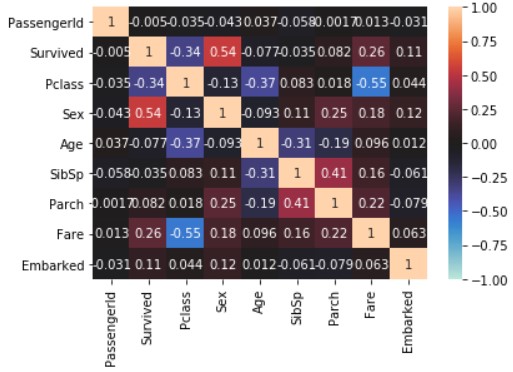 PassengerId 1 -0.005 -0.035 -0.043 0.037 -0.058 0.0017 0.013 -0.031
Survived -0.005 1 -0.34 0.54 -0.077 -0.035 0.082 0.26 0.11
Pclass -0.035 -0.34 1 -0.13 -0.37 0.083 0.018 -0.55 0.044
Sex -0.043 0.54 -0.13 1 -0.093 0.11 0.25 0.18 0.12
Age 0.037 -0.077 -0.37 -0.093 1 -0.31 -0.19 0.096 0.012
SibSp -0.058 -0.035 0.083 0.11 -0.31 1 0.41 0.16 -0.061
Parch 0.0017 0.082 0.018 0.25 -0.19 0.41 1 0.22 -0.079
Fare 0.013 0.26 -0.55 0.18 0.096 0.16 0.22 1 0.063
Embarked -0.031 0.11 0.044 0.12 0.012 -0.061 -0.079 0.063 1
PassengerId
Survived
Pclass
Sex
Age
SibSp
Parch
Fare
Embarked
1.00
0.75
0.50
0.25
0.00
−0.25
−0.50
−0.75
−1.00